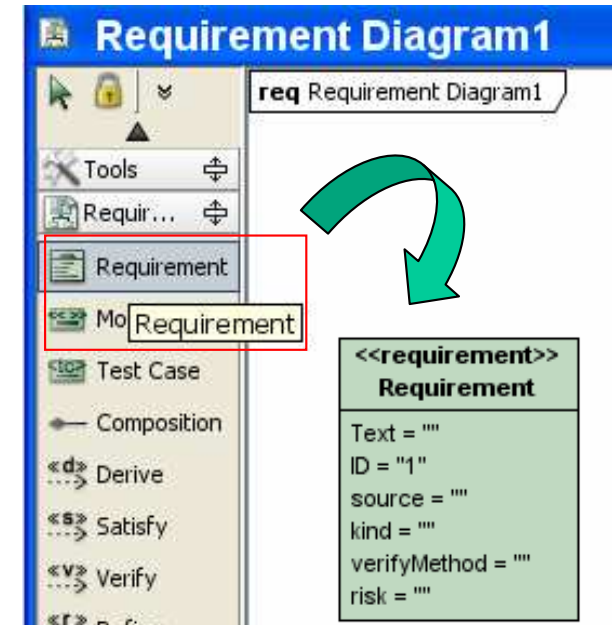 Requirement Diagram1
req Requirement Diagram1
Tools
Requir...
Requirement
Mo
Requirement
<<TC>> Test Case
Composition
«d» Derive
«s» Satisfy
«v» Verify
«r»
<<requirement>>
Requirement
Text = ""
ID = "1"
source = ""
kind = ""
verifyMethod = ""
risk = ""